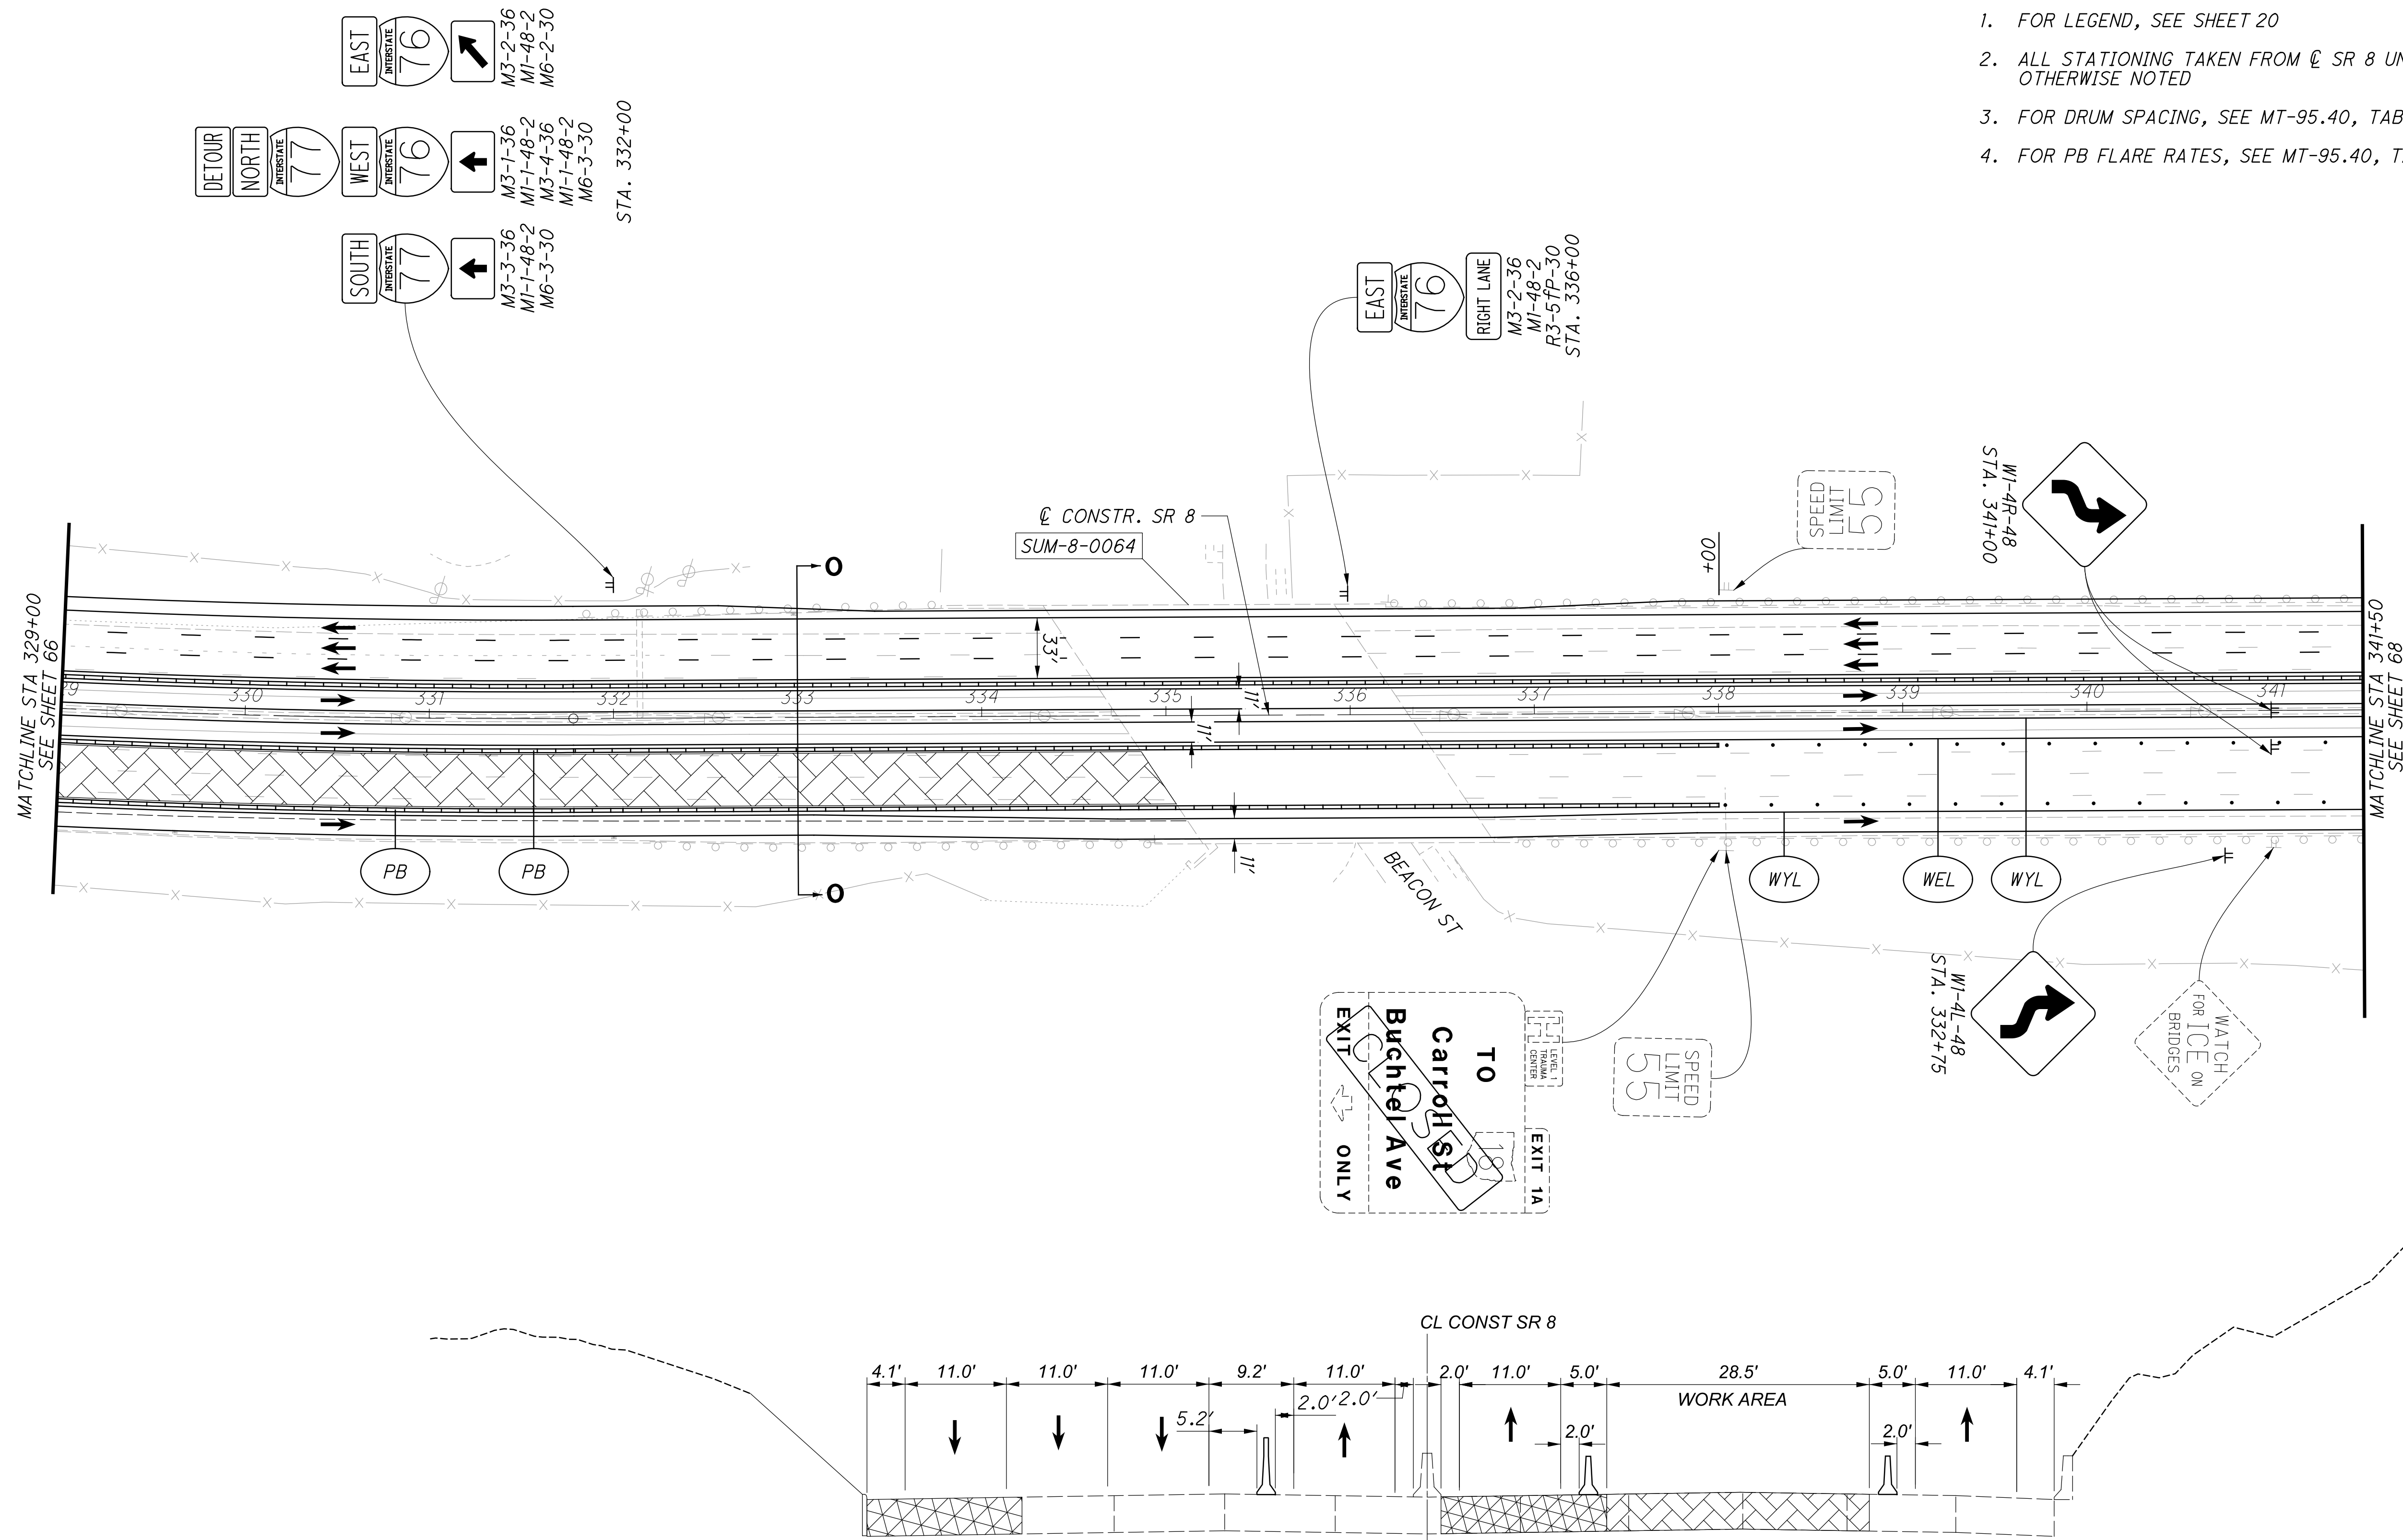 1. FOR LEGEND, SEE SHEET 20
2. ALL STATIONING TAKEN FROM ℄ SR 8 UN
OTHERWISE NOTED
3. FOR DRUM SPACING, SEE MT-95.40, TAB
4. FOR PB FLARE RATES, SEE MT-95.40, T
EAST
INTERSTATE
76
M3-2-36
M1-48-2
M6-2-30
DETOUR
NORTH
INTERSTATE
77
WEST
INTERSTATE
76
M3-1-36
M1-1-48-2
M3-4-36
M1-1-48-2
M6-3-30
STA. 332+00
SOUTH
INTERSTATE
77
M3-3-36
M1-1-48-2
M6-3-30
EAST
INTERSTATE
76
RIGHT LANE
M3-2-36
M1-48-2
R3-5fP-30
STA. 336+00
℄ CONSTR. SR 8
SUM-8-0064
+00
SPEED
LIMIT
55
W1-4R-48
STA. 341+00
MATCHLINE STA 329+00
SEE SHEET 66
33'
29
330
331
332
333
334
335
336
337
338
339
340
341
11'
11'
11'
O
O
MATCHLINE STA 341+50
SEE SHEET 68
PB
PB
WYL
WEL
WYL
BEACON ST
W1-4L-48
STA. 332+75
WATCH
FOR ICE ON
BRIDGES
SPEED
LIMIT
55
H
LEVEL 1
TRAUMA
CENTER
EXIT 1A
TO
18
Carroll St
Buchtel Ave
EXIT ONLY
CLOSED
CL CONST SR 8
4.1' 11.0' 11.0' 11.0' 9.2' 11.0' 2.0' 11.0' 5.0' 28.5' 5.0' 11.0' 4.1'
WORK AREA
5.2' 2.0' 2.0' 2.0' 2.0'